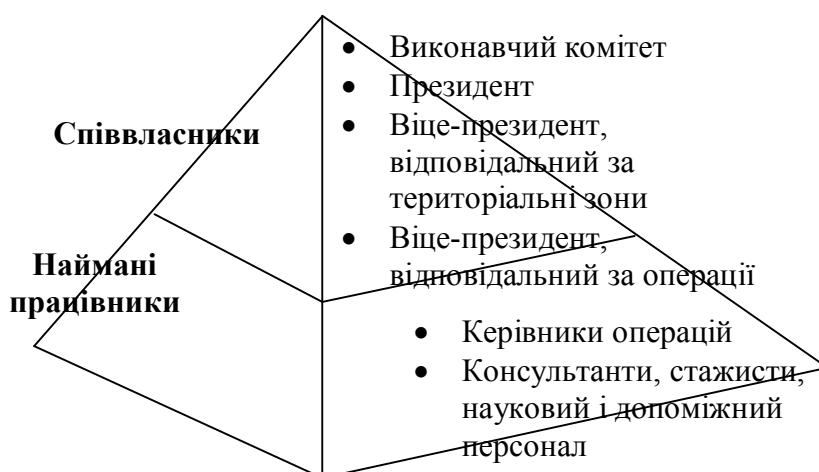 • Виконавчий комітет
• Президент
Співвласники
• Віце-президент,
відповідальний за
територіальні зони
• Віце-президент,
відповідальний за операції
Наймані
працівники
• Керівники операцій
• Консультанти, стажисти,
науковий і допоміжний
персонал